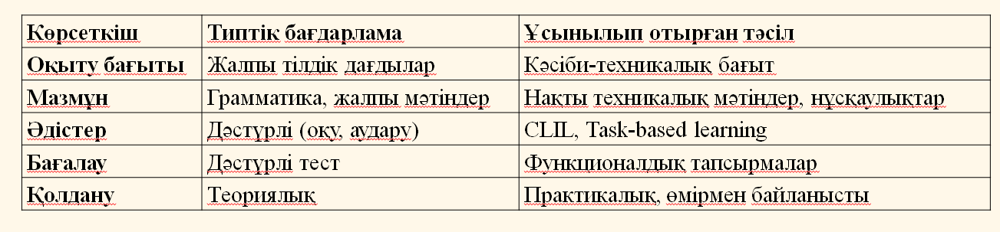 Көрсеткіш Типтік бағдарлама Ұсынылып отырған тәсіл
Оқыту бағыты Жалпы тілдік дағдылар Кәсіби-техникалық бағыт
Мазмұн Грамматика, жалпы мәтіндер Нақты техникалық мәтіндер, нұсқаулықтар
Әдістер Дәстүрлі (оқу, аудару) CLIL, Task-based learning
Бағалау Дәстүрлі тест Функционалдық тапсырмалар
Қолдану Теориялық Практикалық, өмірмен байланысты